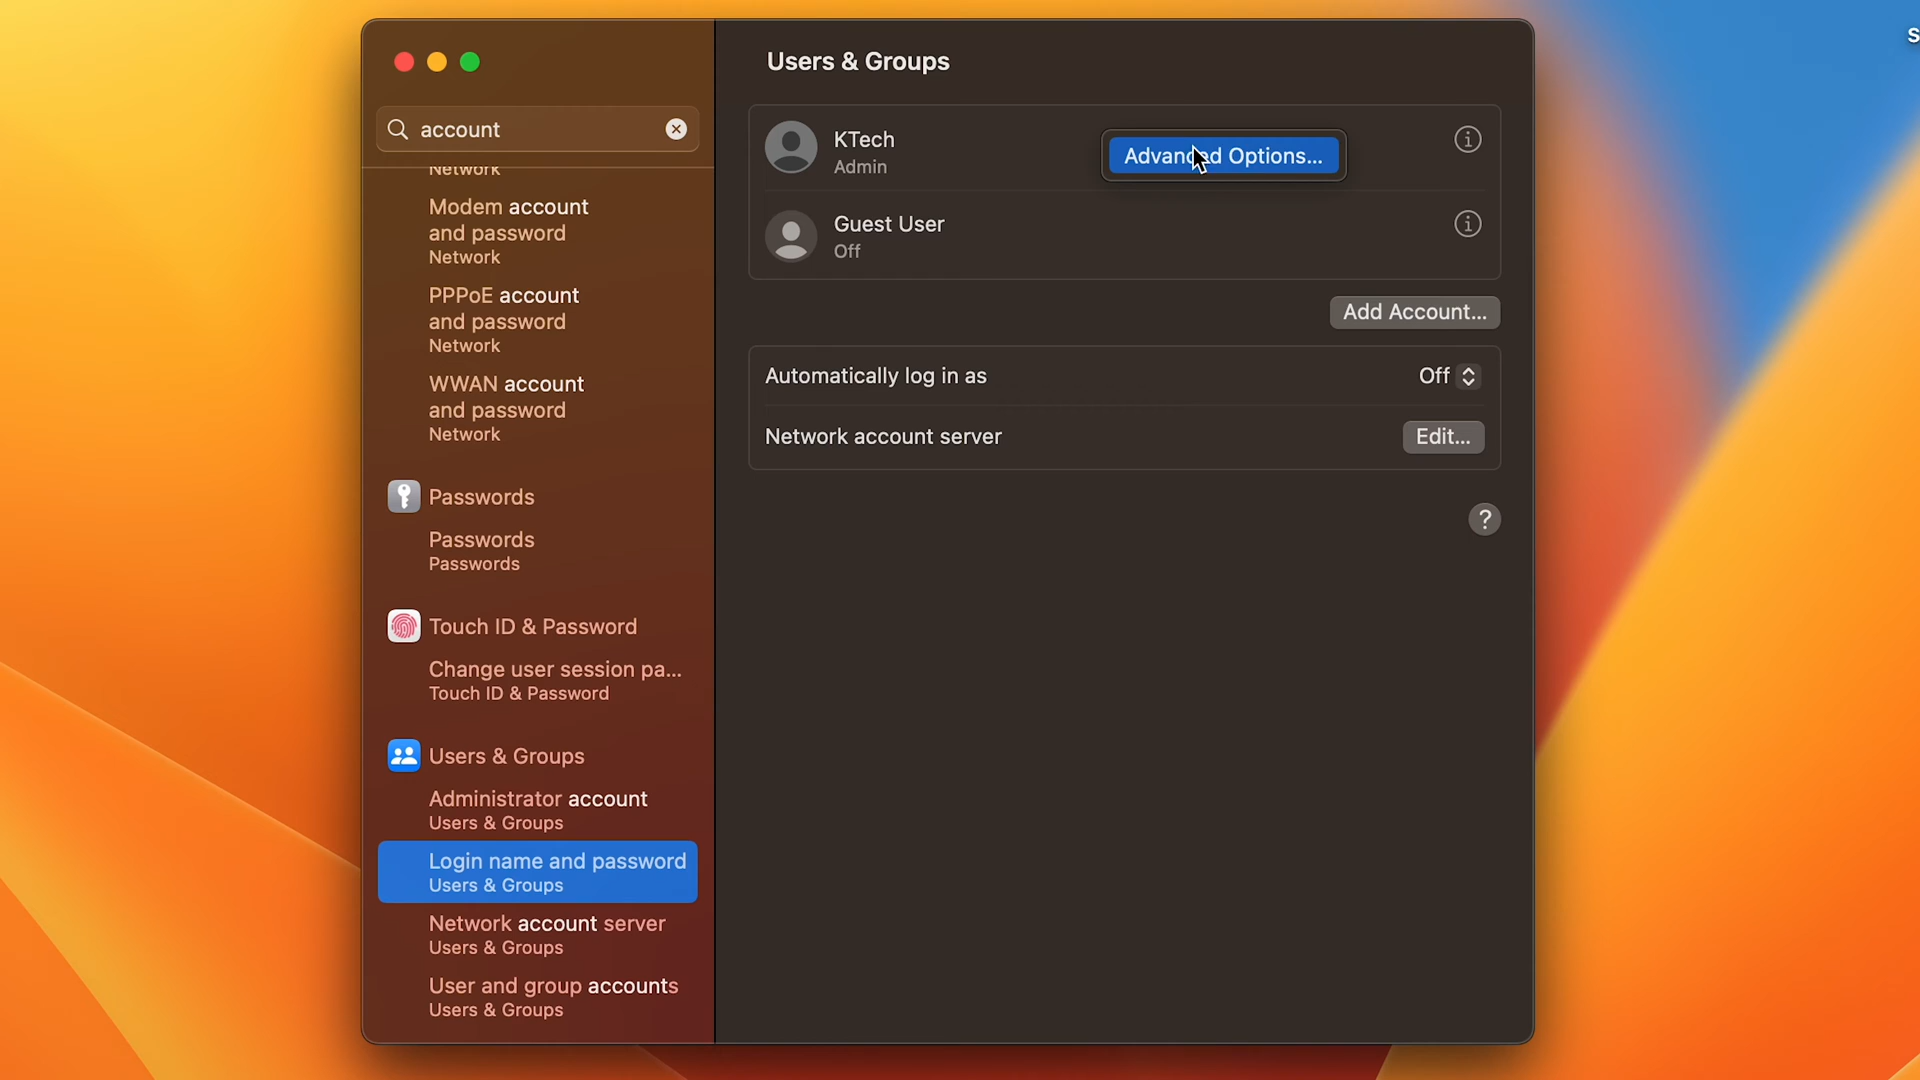 account
Network
Modem account
and password
Network
PPPoE account
and password
Network
WWAN account
and password
Network
Passwords
Passwords
Passwords
Touch ID & Password
Change user session pa...
Touch ID & Password
Users & Groups
Administrator account
Users & Groups
Login name and password
Users & Groups
Network account server
Users & Groups
User and group accounts
Users & Groups
Users & Groups
KTech
Admin
Advanced Options...
Guest User
Off
Add Account...
Automatically log in as
Off
Network account server
Edit...
?
S